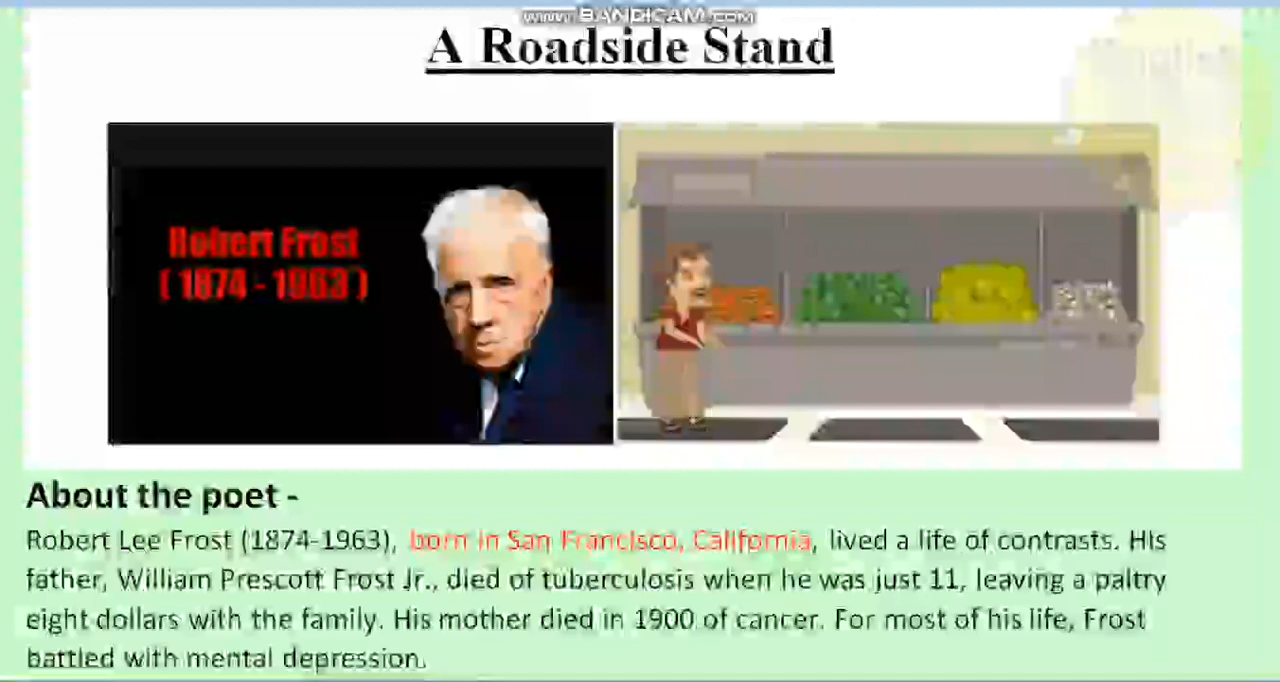 www.BANDICAM.com
A Roadside Stand
Robert Frost
( 1874 - 1963 )
About the poet -
Robert Lee Frost (1874-1963), born in San Francisco, California, lived a life of contrasts. His
father, William Prescott Frost Jr., died of tuberculosis when he was just 11, leaving a paltry
eight dollars with the family. His mother died in 1900 of cancer. For most of his life, Frost
battled with mental depression.